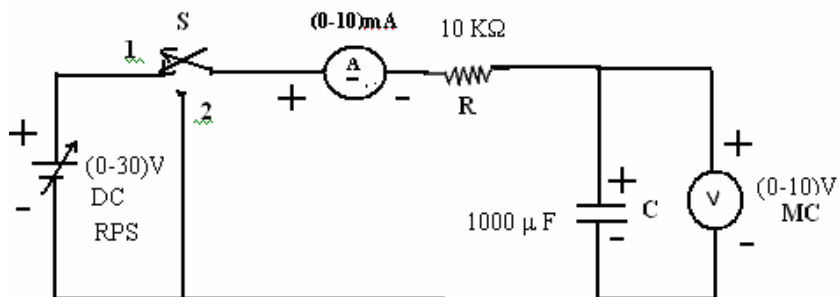 S
(0-10)mA
10 KΩ
1
A
+
-
R
2
+
(0-30)V
-
DC
RPS
+
1000 μ F
C
-
+
V
(0-10)V
MC
-